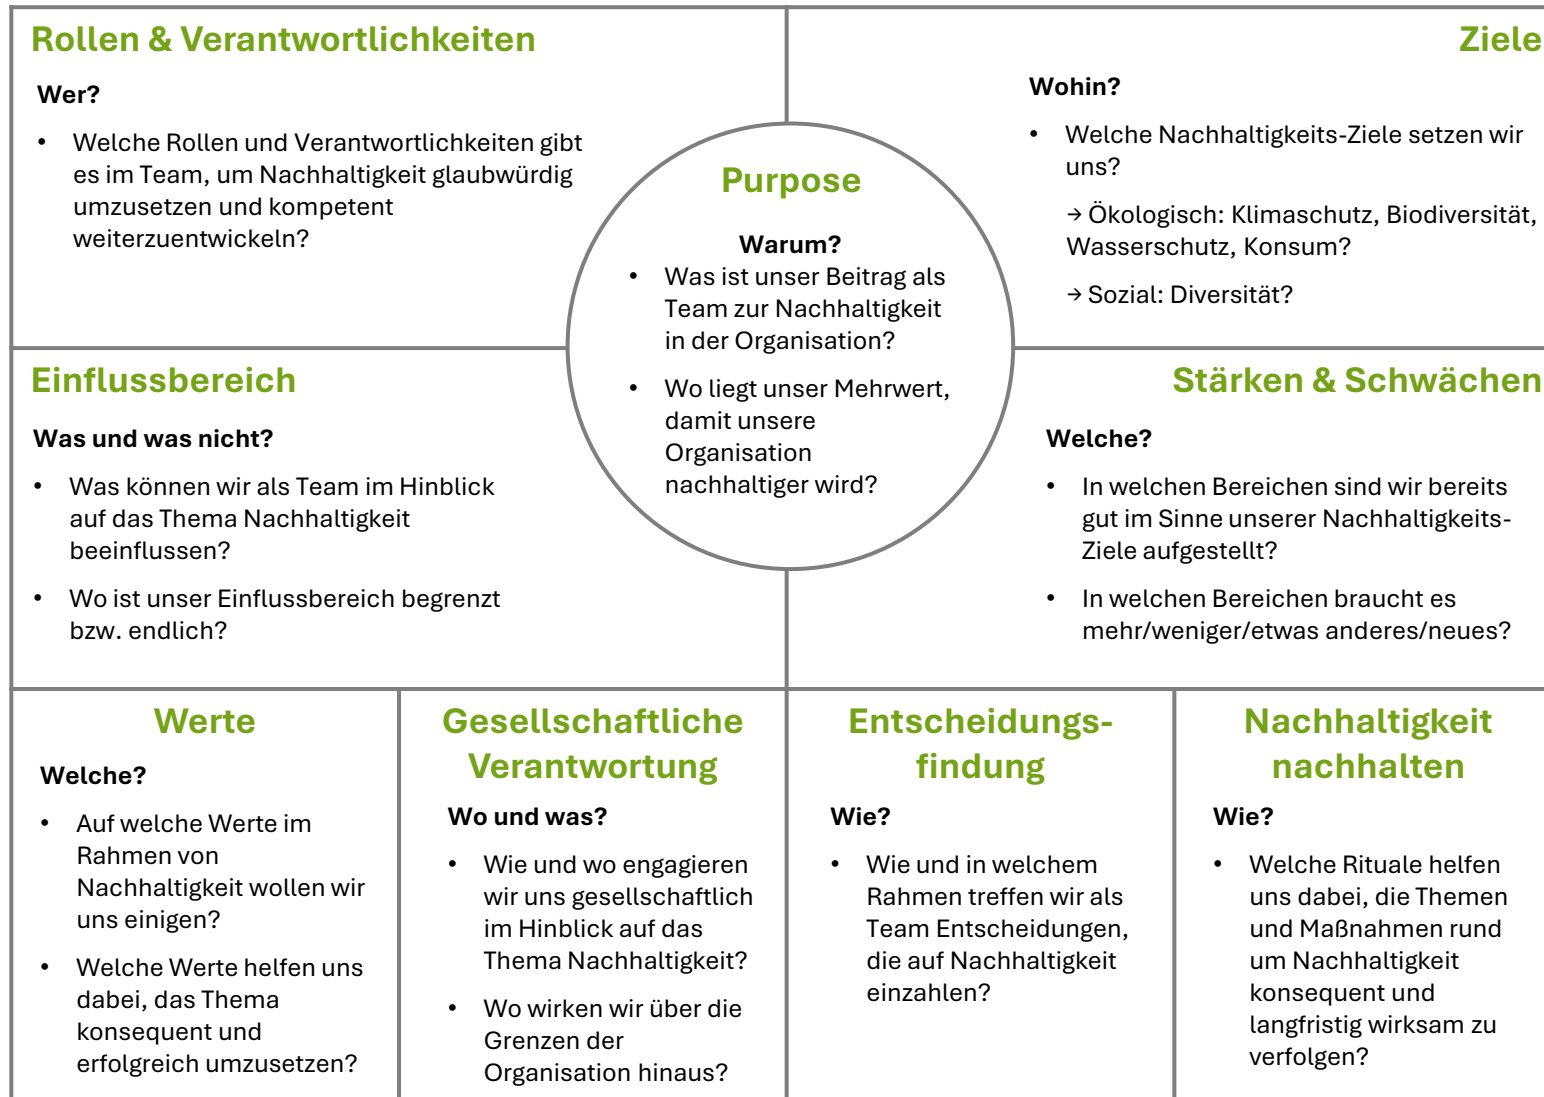 Rollen & Verantwortlichkeiten
Wer?
• Welche Rollen und Verantwortlichkeiten gibt
es im Team, um Nachhaltigkeit glaubwürdig
umzusetzen und kompetent
weiterzuentwickeln?
Purpose
Warum?
• Was ist unser Beitrag als
Team zur Nachhaltigkeit
in der Organisation?
• Wo liegt unser Mehrwert,
damit unsere
Organisation
nachhaltiger wird?
Ziele
Wohin?
• Welche Nachhaltigkeits-Ziele setzen wir
uns?
→ Ökologisch: Klimaschutz, Biodiversität,
Wasserschutz, Konsum?
→ Sozial: Diversität?
Einflussbereich
Was und was nicht?
• Was können wir als Team im Hinblick
auf das Thema Nachhaltigkeit
beeinflussen?
• Wo ist unser Einflussbereich begrenzt
bzw. endlich?
Stärken & Schwächen
Welche?
• In welchen Bereichen sind wir bereits
gut im Sinne unserer Nachhaltigkeits-
Ziele aufgestellt?
• In welchen Bereichen braucht es
mehr/weniger/etwas anderes/neues?
Werte
Welche?
• Auf welche Werte im
Rahmen von
Nachhaltigkeit wollen wir
uns einigen?
• Welche Werte helfen uns
dabei, das Thema
konsequent und
erfolgreich umzusetzen?
Gesellschaftliche
Verantwortung
Wo und was?
• Wie und wo engagieren
wir uns gesellschaftlich
im Hinblick auf das
Thema Nachhaltigkeit?
• Wo wirken wir über die
Grenzen der
Organisation hinaus?
Entscheidungs-
findung
Wie?
• Wie und in welchem
Rahmen treffen wir als
Team Entscheidungen,
die auf Nachhaltigkeit
einzahlen?
Nachhaltigkeit
nachhalten
Wie?
• Welche Rituale helfen
uns dabei, die Themen
und Maßnahmen rund
um Nachhaltigkeit
konsequent und
langfristig wirksam zu
verfolgen?